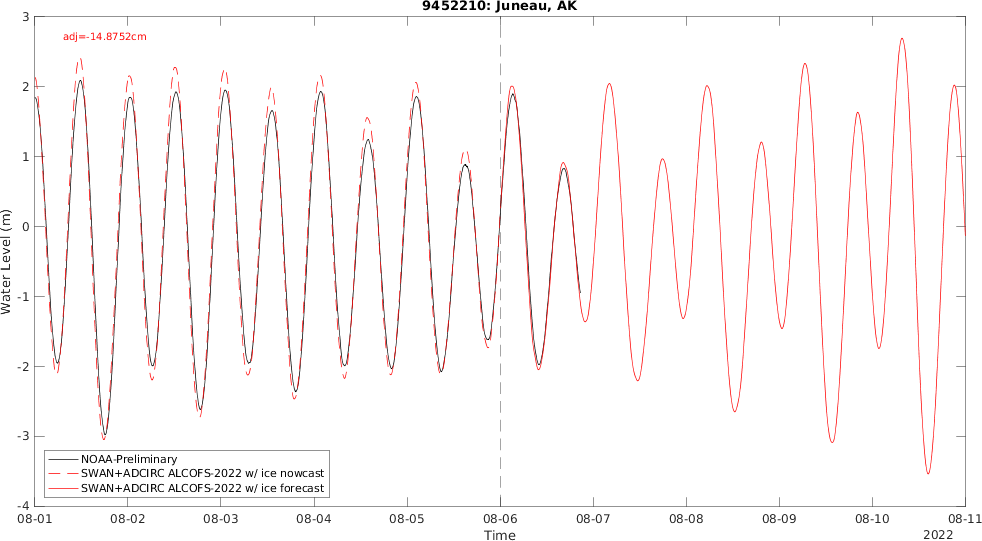 9452210: Juneau, AK
adj=-14.8752cm
Water Level (m)
3
2
1
0
-1
-2
-3
-4
NOAA-Preliminary
SWAN+ADCIRC ALCOFS-2022 w/ ice nowcast
SWAN+ADCIRC ALCOFS-2022 w/ ice forecast
08-01 08-02 08-03 08-04 08-05 08-06 08-07 08-08 08-09 08-10 08-11
Time
2022